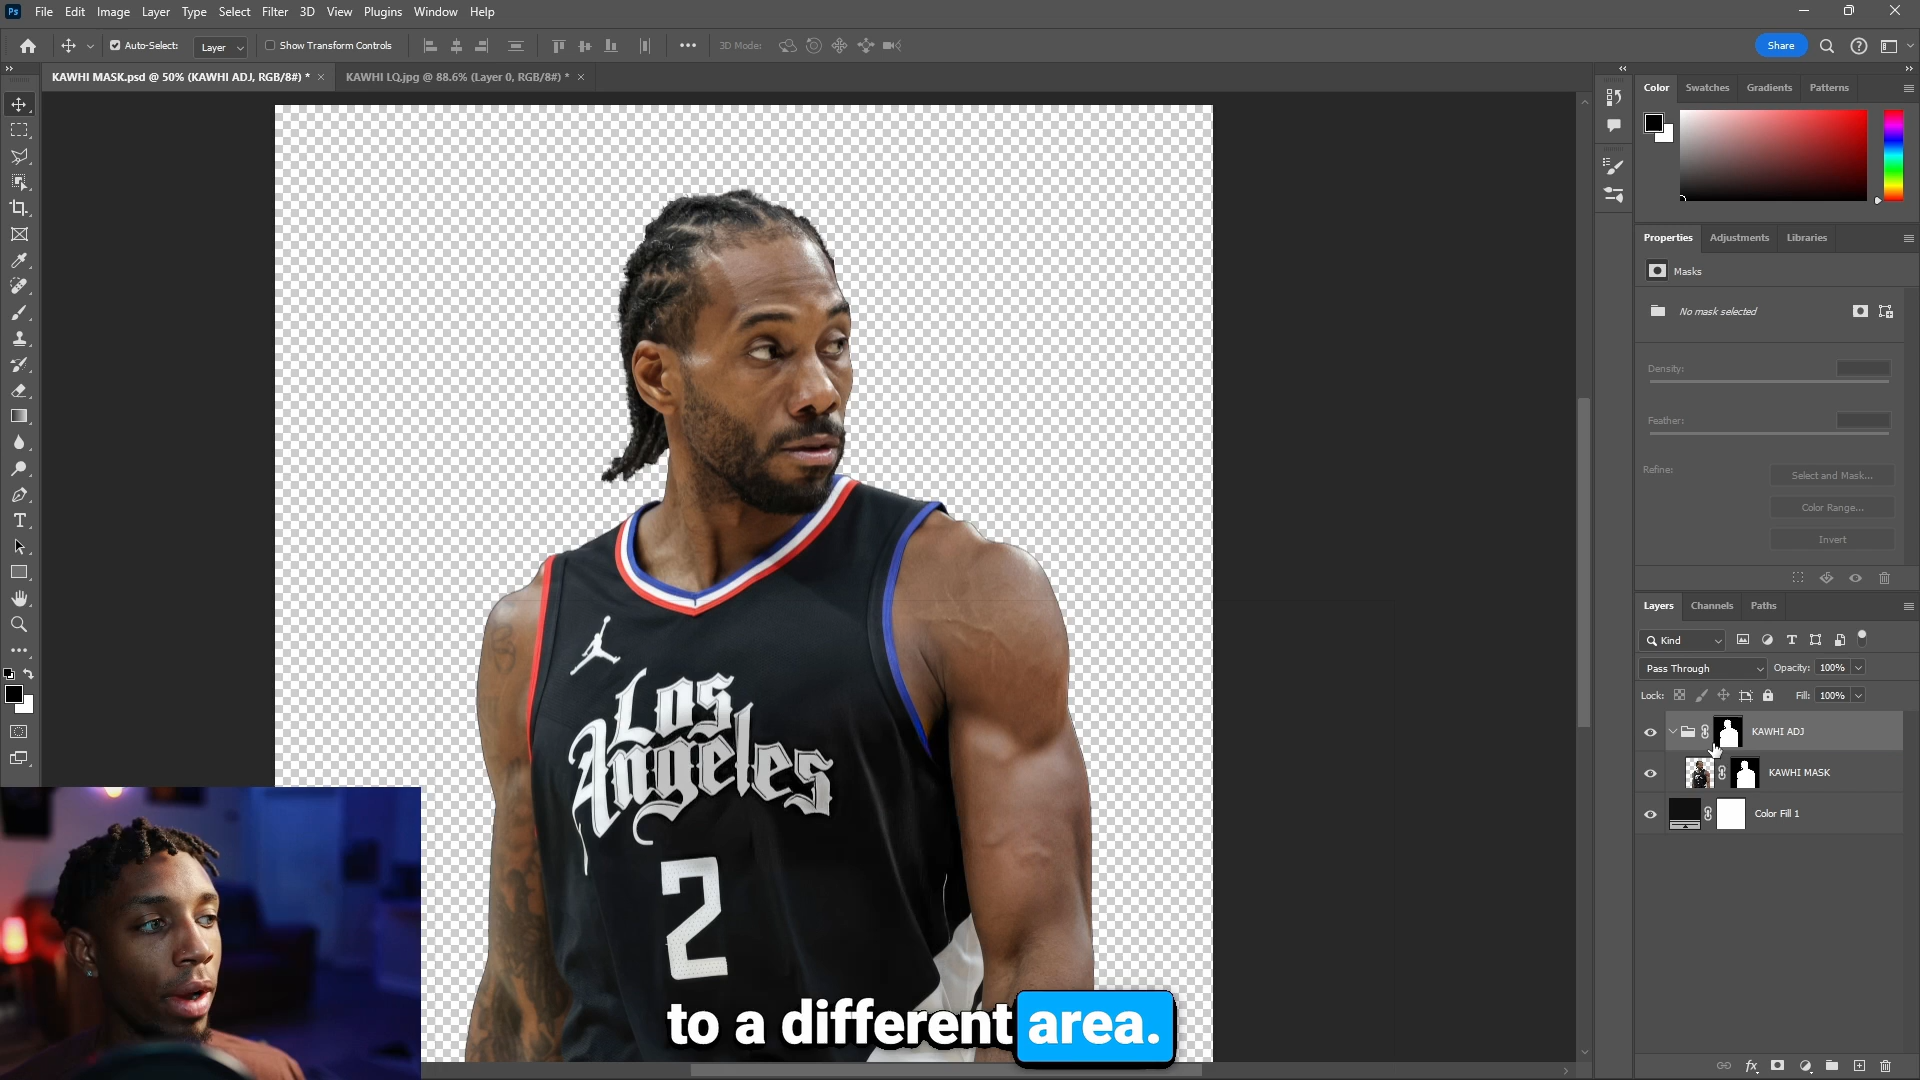 Ps File Edit Image Layer Type Select Filter 3D View Plugins Window Help
Auto-Select: Layer Show Transform Controls 3D Mode: Share
KAWHI MASK.psd @ 50% (KAWHI ADJ, RGB/8#) * KAWHI LQ.jpg @ 88.6% (Layer 0, RGB/8#) *
Color Swatches Gradients Patterns
Properties Adjustments Libraries
Masks
No mask selected
Density:
Feather:
Refine:
Select and Mask...
Color Range...
Invert
Layers Channels Paths
Kind
Pass Through Opacity: 100%
Lock: Fill: 100%
KAWHI ADJ
KAWHI MASK
Color Fill 1
Los
Angeles
2
to a different area.
fx